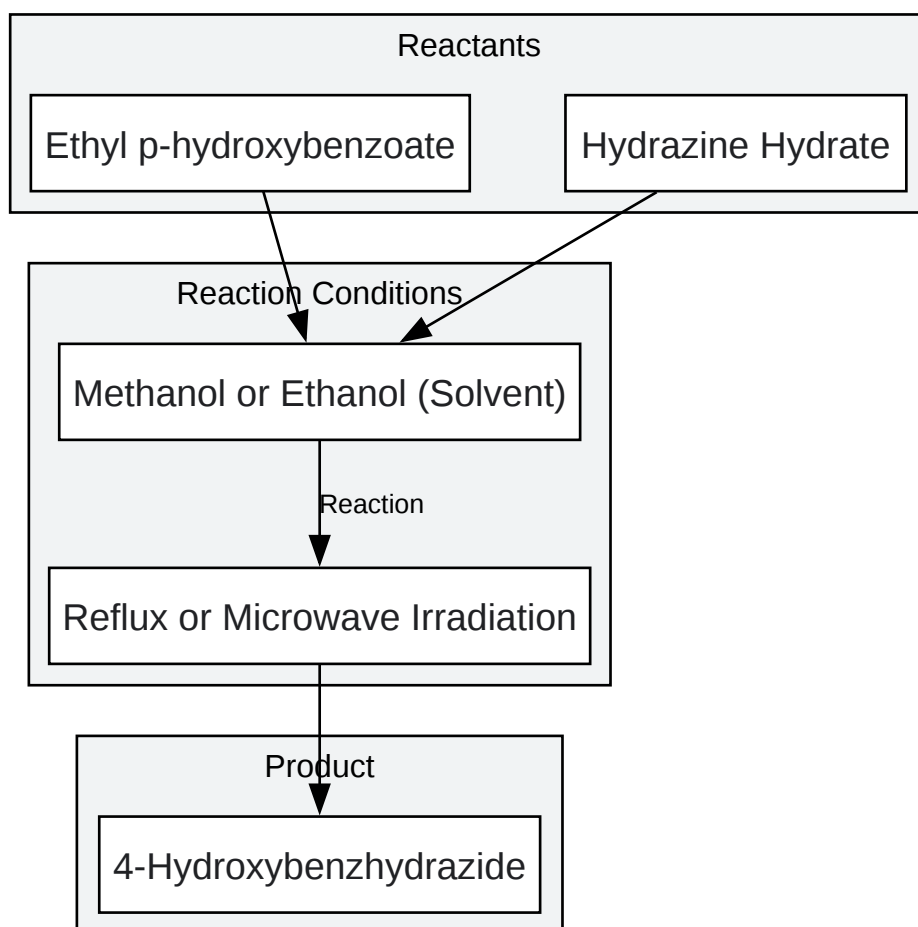 Reactants
Ethyl p-hydroxybenzoate
Hydrazine Hydrate
Reaction Conditions
Methanol or Ethanol (Solvent)
Reaction
Reflux or Microwave Irradiation
Product
4-Hydroxybenzhydrazide